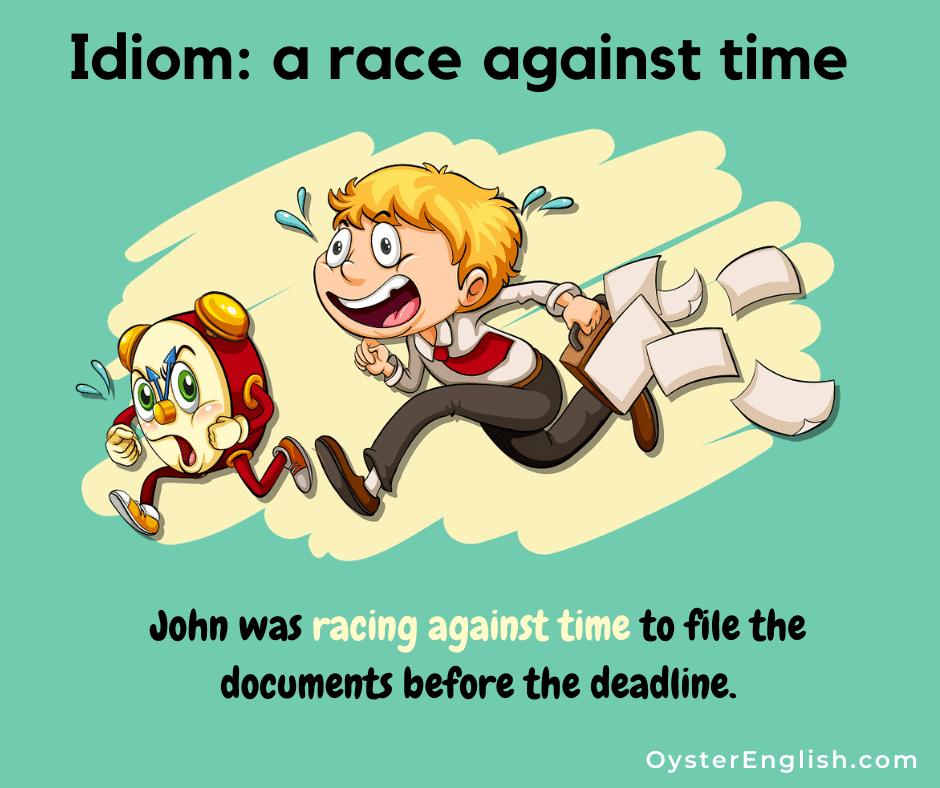 Idiom: a race against time
John was racing against time to file the
documents before the deadline.
OysterEnglish.com